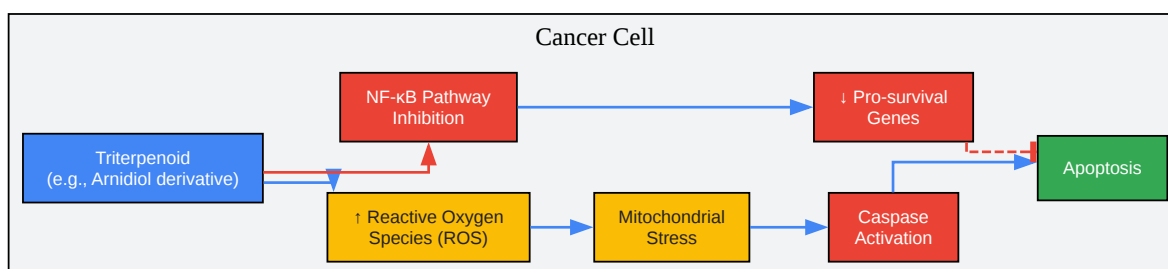 Cancer Cell
NF-κB Pathway
Inhibition
↓ Pro-survival
Genes
Triterpenoid
(e.g., Arnidiol derivative)
Apoptosis
↑ Reactive Oxygen
Species (ROS)
Mitochondrial
Stress
Caspase
Activation